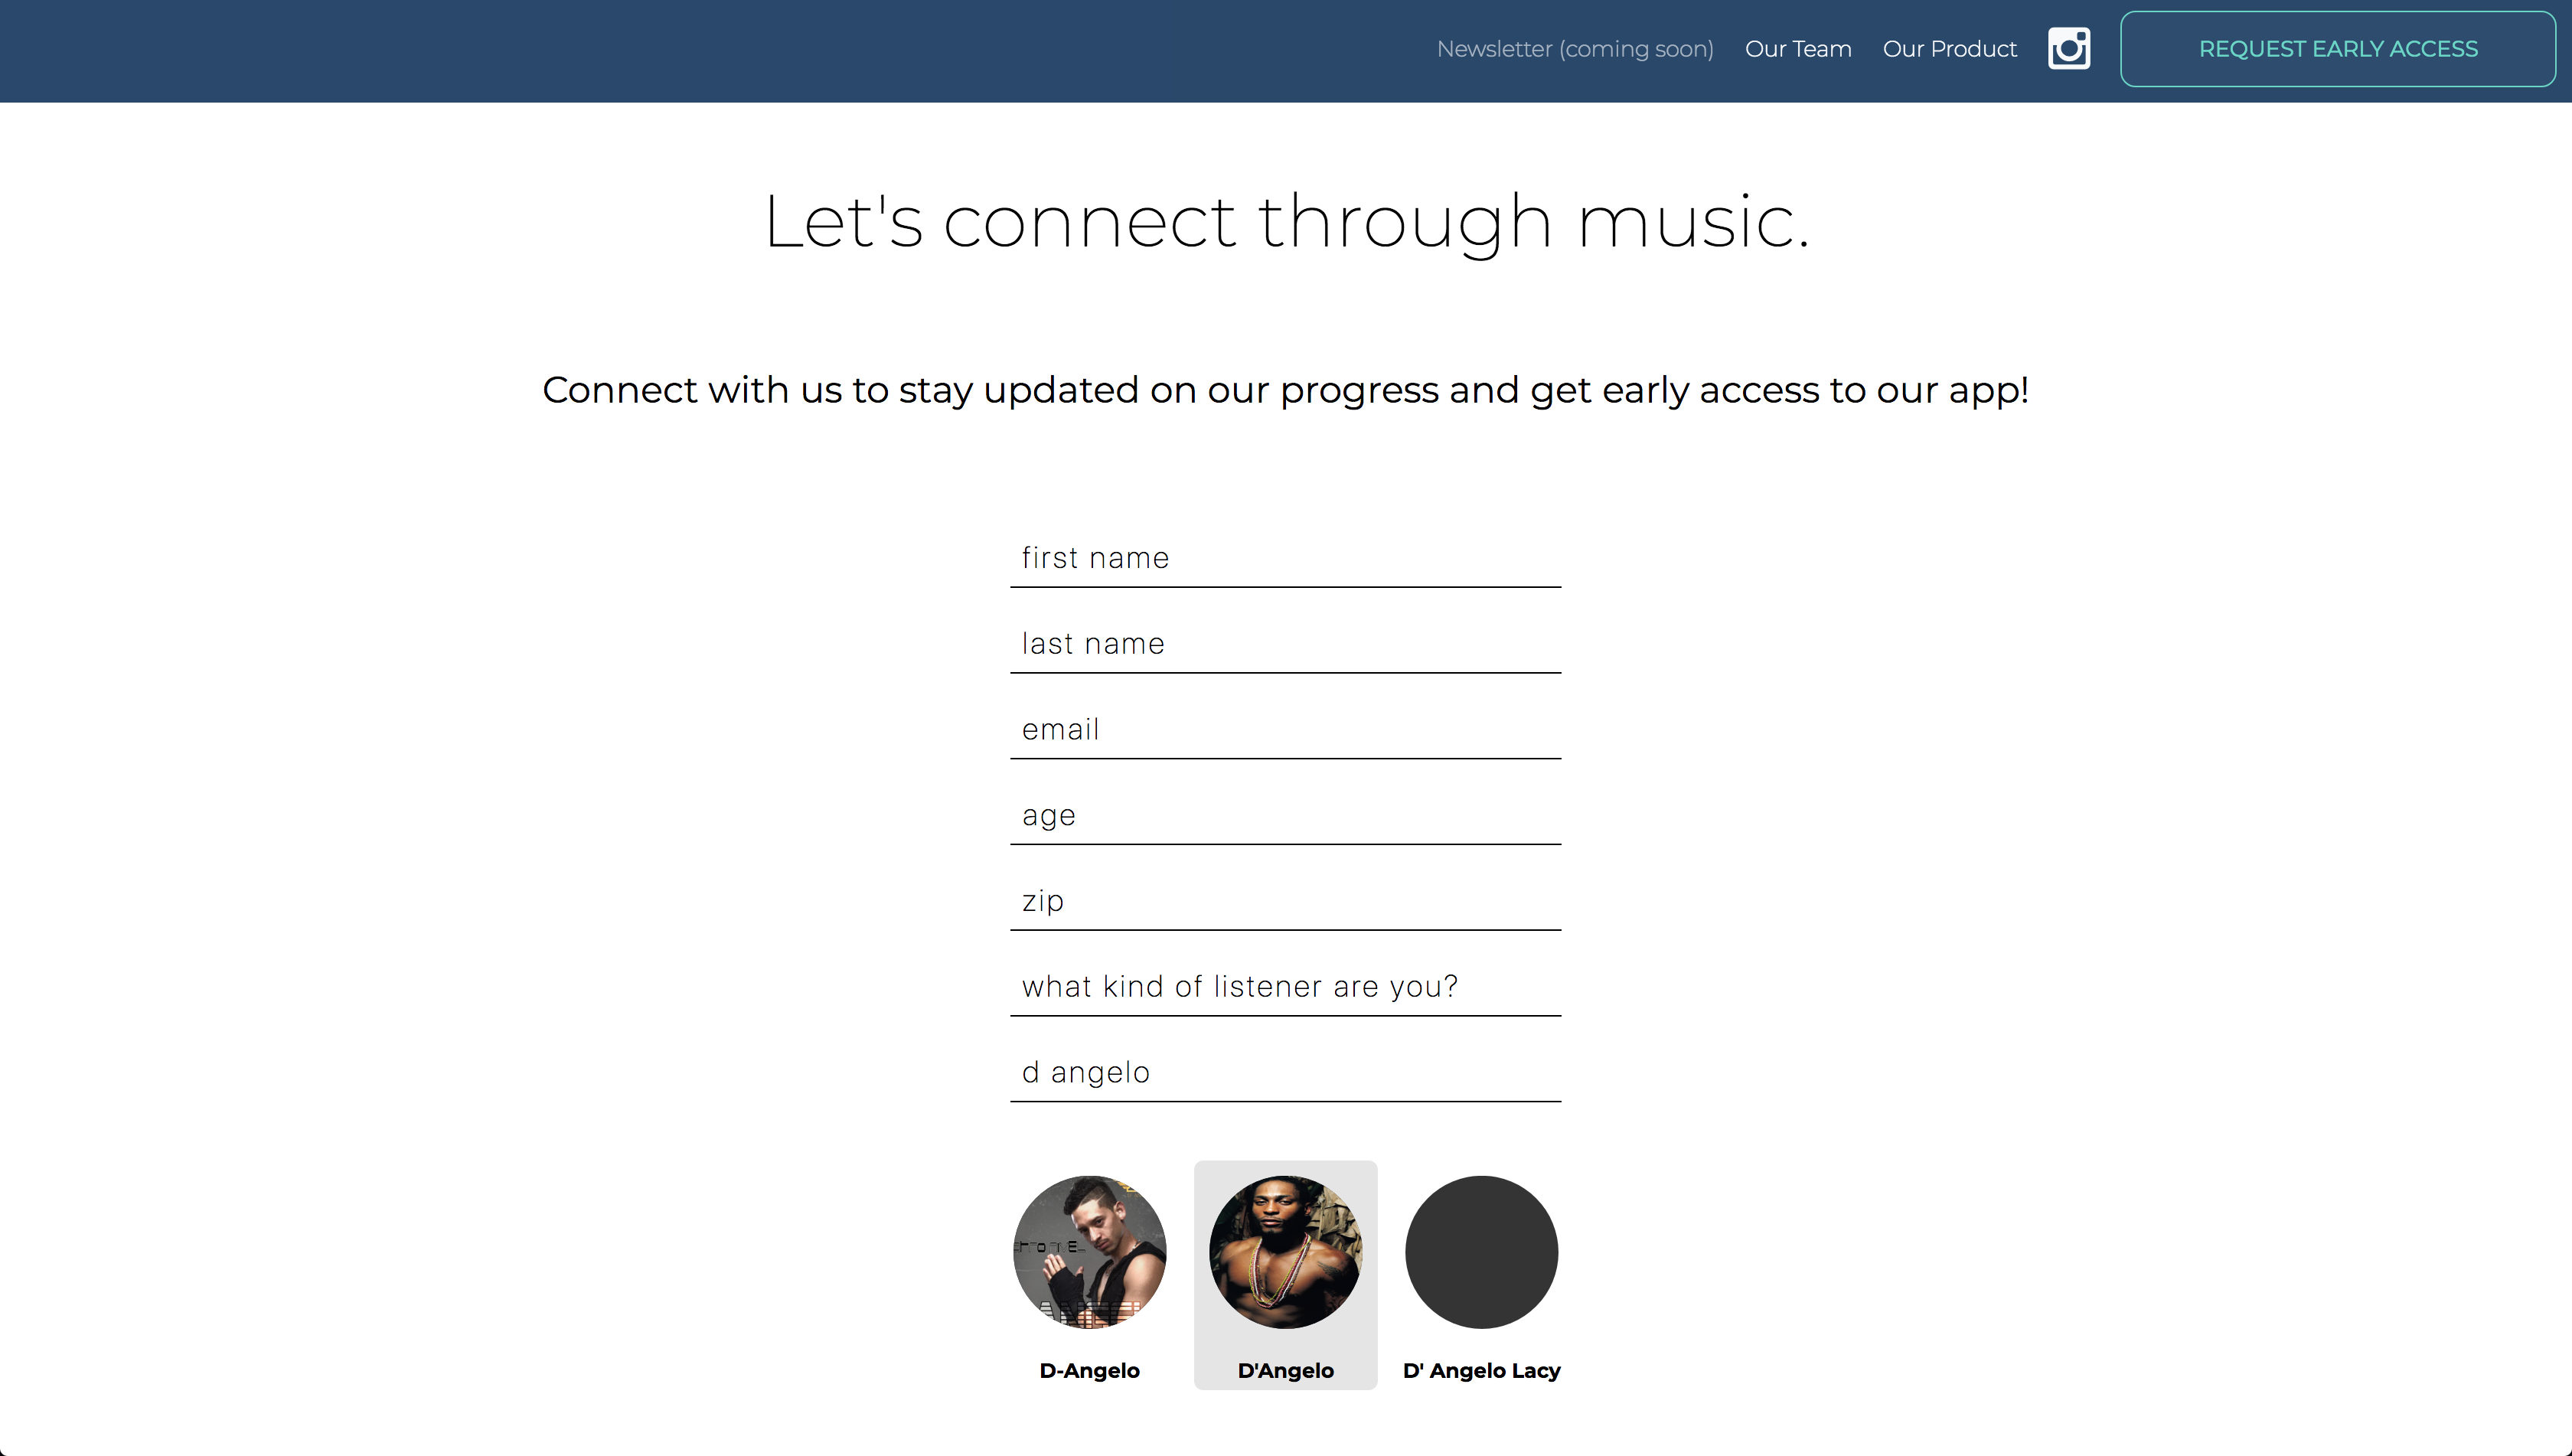 Newsletter (coming soon) Our Team Our Product REQUEST EARLY ACCESS
Let's connect through music.
Connect with us to stay updated on our progress and get early access to our app!
first name
last name
email
age
zip
what kind of listener are you?
d angelo
D-Angelo D'Angelo D' Angelo Lacy